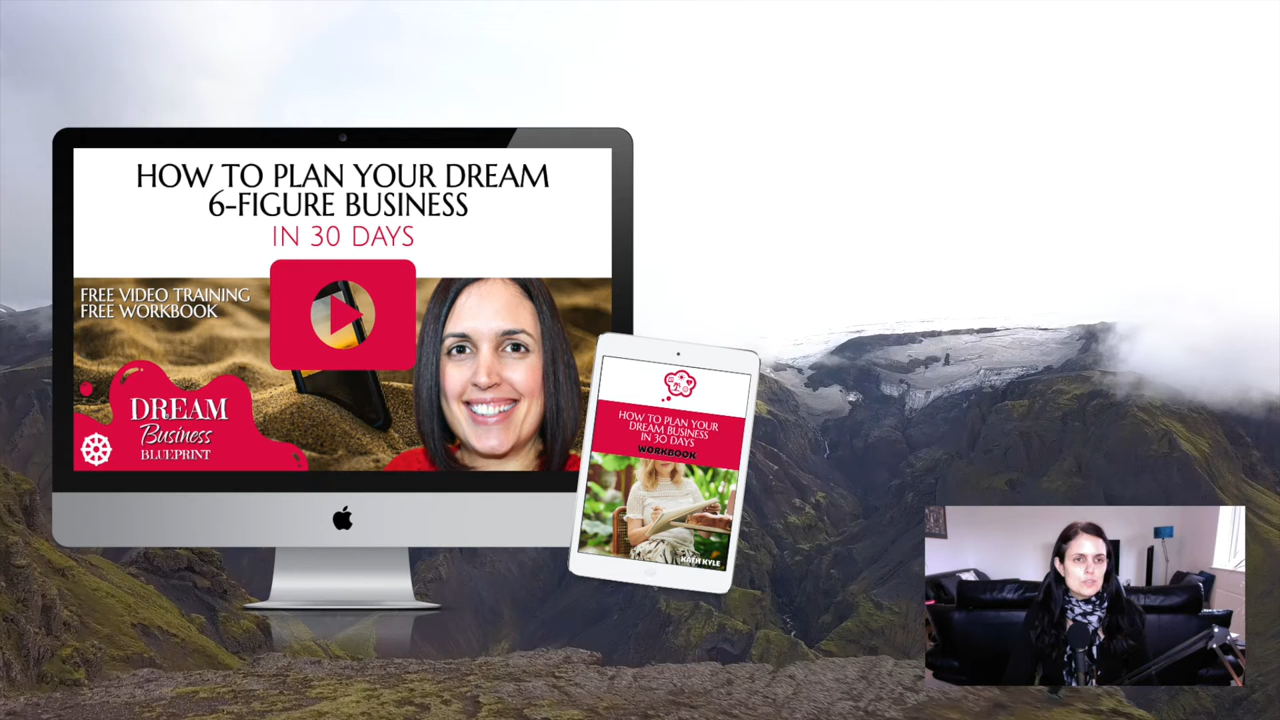 HOW TO PLAN YOUR DREAM
6-FIGURE BUSINESS
IN 30 DAYS
FREE VIDEO TRAINING
FREE WORKBOOK
DREAM
Business
BLUEPRINT
HOW TO PLAN YOUR
DREAM BUSINESS
IN 30 DAYS
WORKBOOK
KATH KYLE